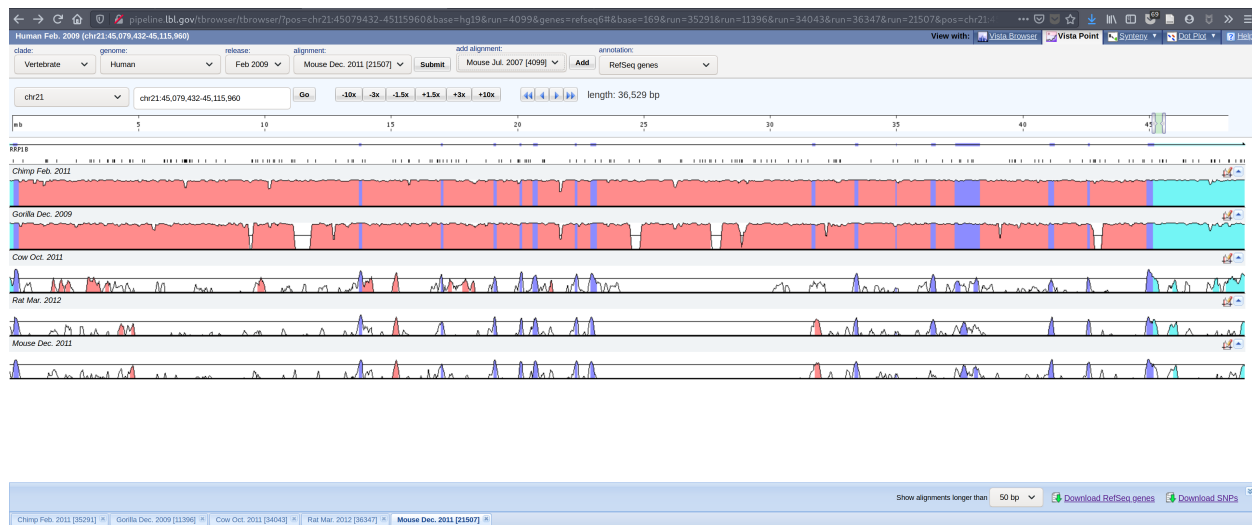 pipeline.lbl.gov/tbrowser/tbrowser/?pos=chr21:45079432-45115960&base=hg19&run=4099&genes=refseq6#&base=169&run=35291&run=11396&run=34043&run=36347&run=21507&pos=chr21:4
69
Human Feb. 2009 (chr21:45,079,432-45,115,960) View with: Vista Browser Vista Point Synteny Dot Plot Help
clade: genome: release: alignment: add alignment: annotation:
Vertebrate Human Feb 2009 Mouse Dec. 2011 [21507] Submit Mouse Jul. 2007 [4099] Add RefSeq genes
chr21 chr21:45,079,432-45,115,960 Go -10x -3x -1.5x +1.5x +3x +10x length: 36,529 bp
mb 5 10 15 20 25 30 35 40 45
RRP1B
Chimp Feb. 2011
Gorilla Dec. 2009
Cow Oct. 2011
Rat Mar. 2012
Mouse Dec. 2011
Show alignments longer than 50 bp Download RefSeq genes Download SNPs
Chimp Feb. 2011 [35291] Gorilla Dec. 2009 [11396] Cow Oct. 2011 [34043] Rat Mar. 2012 [36347] Mouse Dec. 2011 [21507]